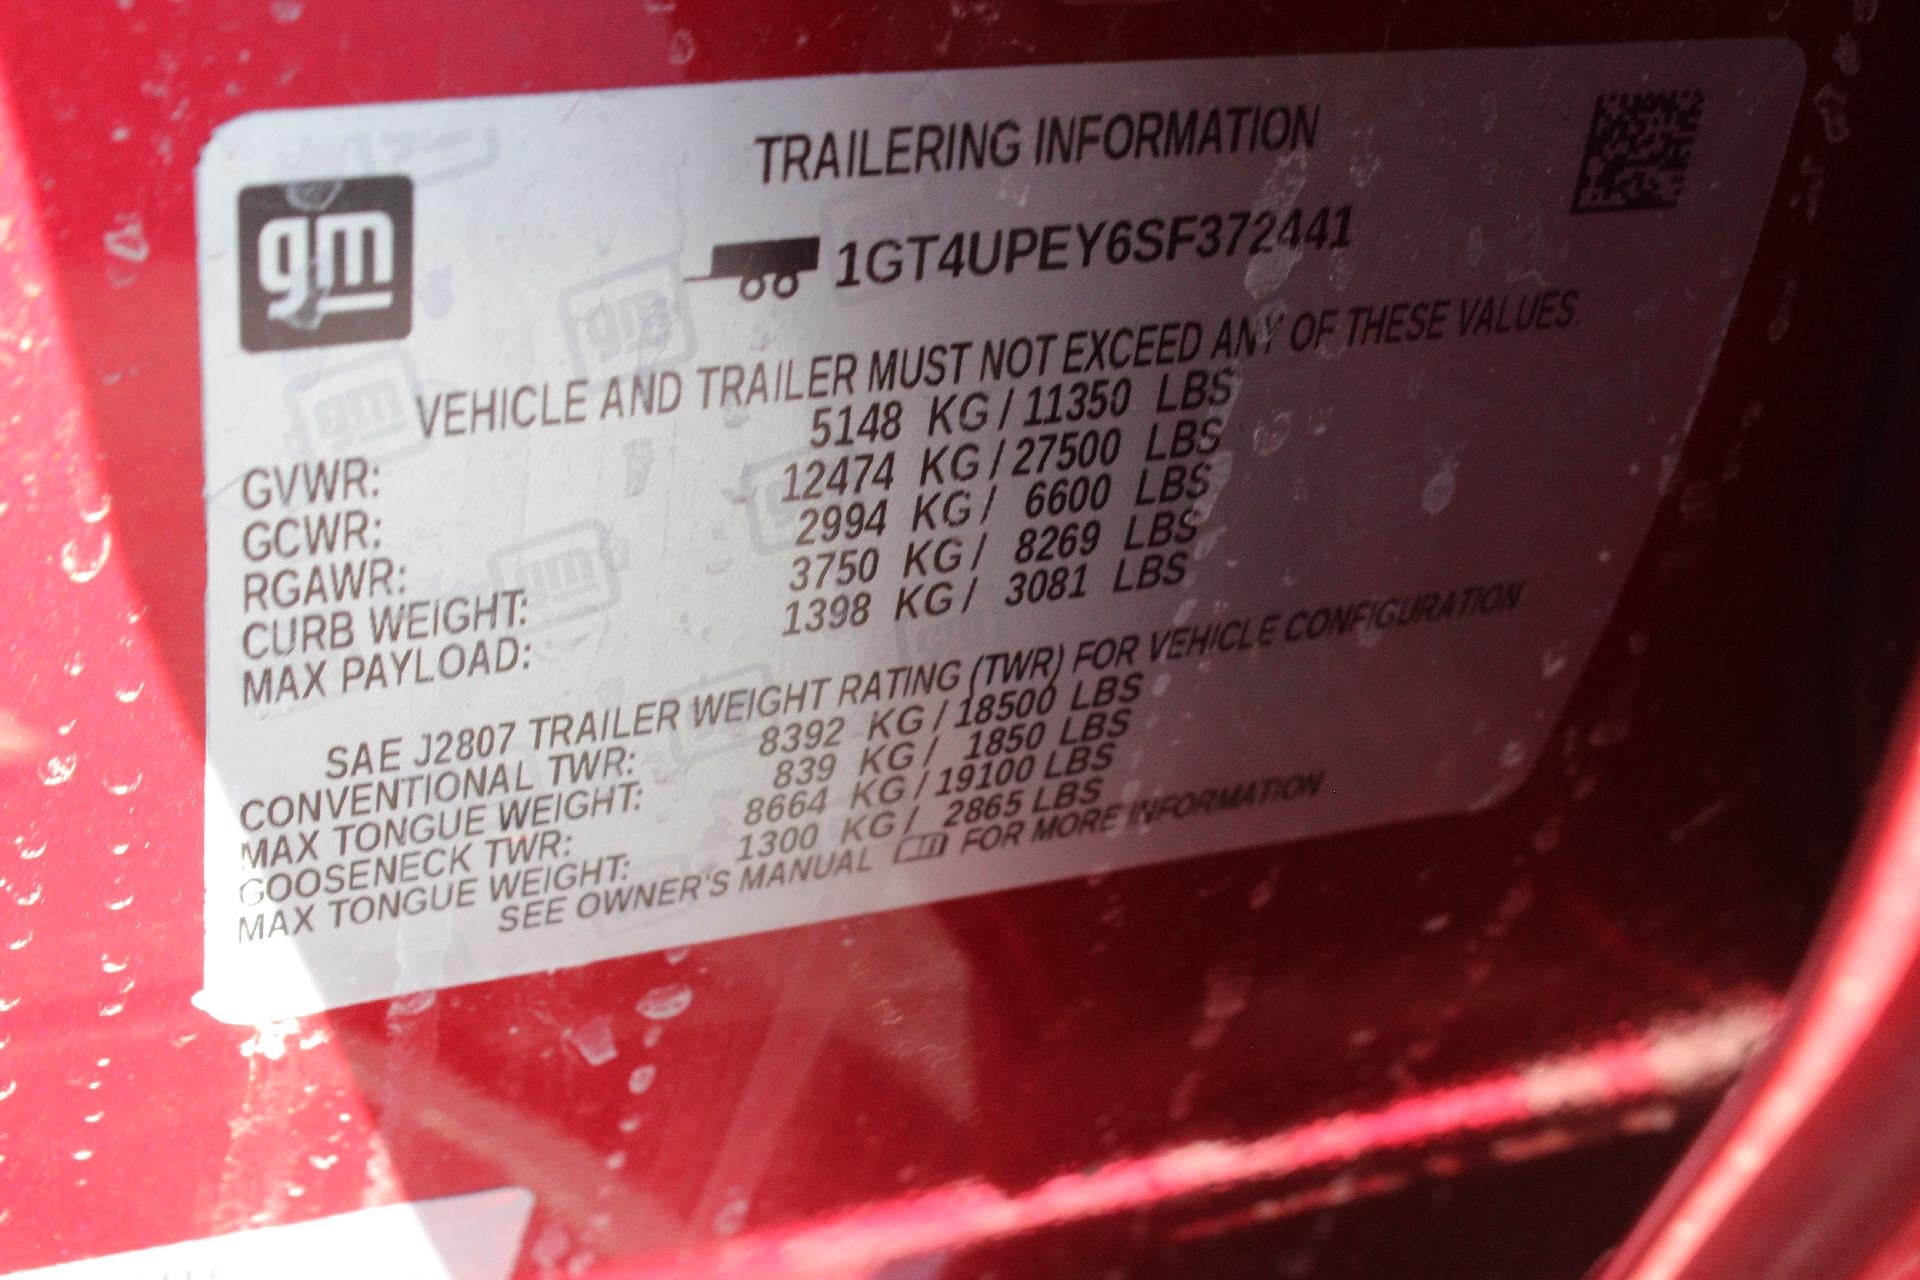 TRAILERING INFORMATION
gm
1GT4UPEY6SF372441
VEHICLE AND TRAILER MUST NOT EXCEED ANY OF THESE VALUES.
GVWR: 5148 KG / 11350 LBS
GCWR: 12474 KG / 27500 LBS
RGAWR: 2994 KG / 6600 LBS
CURB WEIGHT: 3750 KG / 8269 LBS
MAX PAYLOAD: 1398 KG / 3081 LBS
SAE J2807 TRAILER WEIGHT RATING (TWR) FOR VEHICLE CONFIGURATION
CONVENTIONAL TWR: 8392 KG / 18500 LBS
MAX TONGUE WEIGHT: 839 KG / 1850 LBS
GOOSENECK TWR: 8664 KG / 19100 LBS
MAX TONGUE WEIGHT: 1300 KG / 2865 LBS
SEE OWNER'S MANUAL FOR MORE INFORMATION